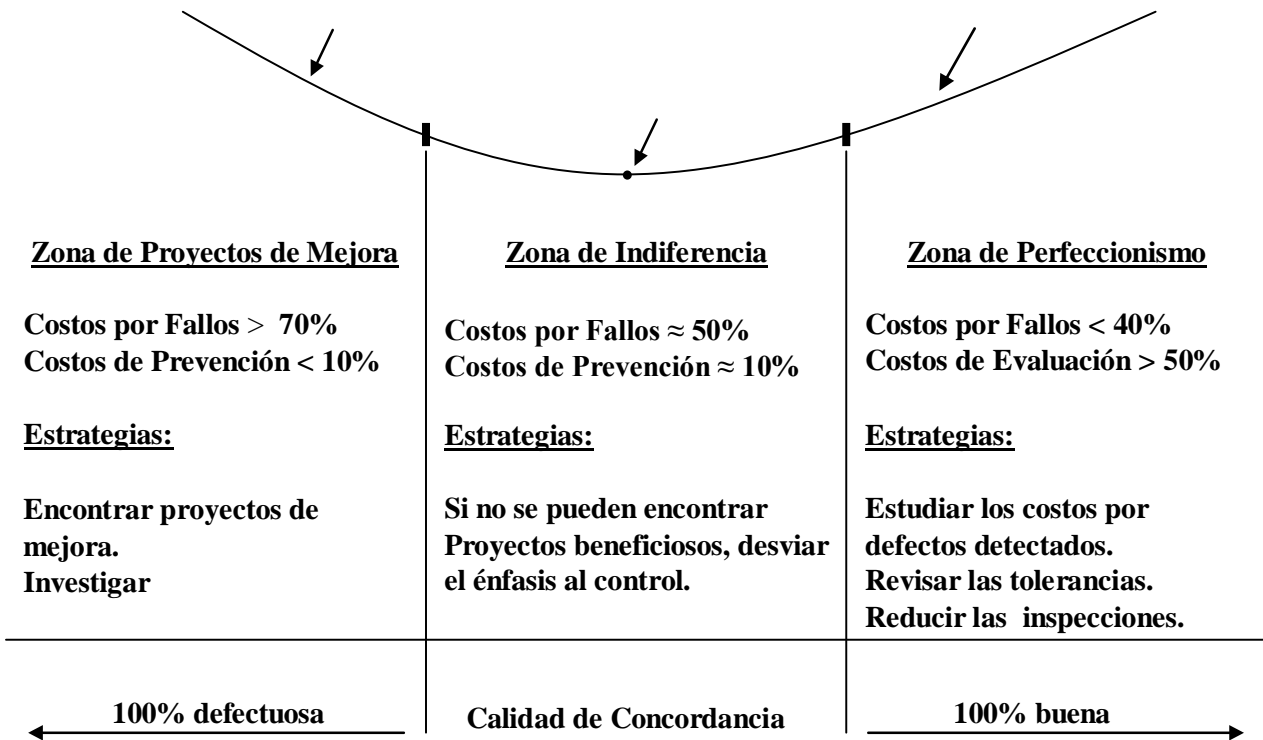 Zona de Proyectos de Mejora
Costos por Fallos > 70%
Costos de Prevención < 10%
Estrategias:
Encontrar proyectos de
mejora.
Investigar
Zona de Indiferencia
Costos por Fallos ≈ 50%
Costos de Prevención ≈ 10%
Estrategias:
Si no se pueden encontrar
Proyectos beneficiosos, desviar
el énfasis al control.
Zona de Perfeccionismo
Costos por Fallos < 40%
Costos de Evaluación > 50%
Estrategias:
Estudiar los costos por
defectos detectados.
Revisar las tolerancias.
Reducir las inspecciones.
100% defectuosa
Calidad de Concordancia
100% buena